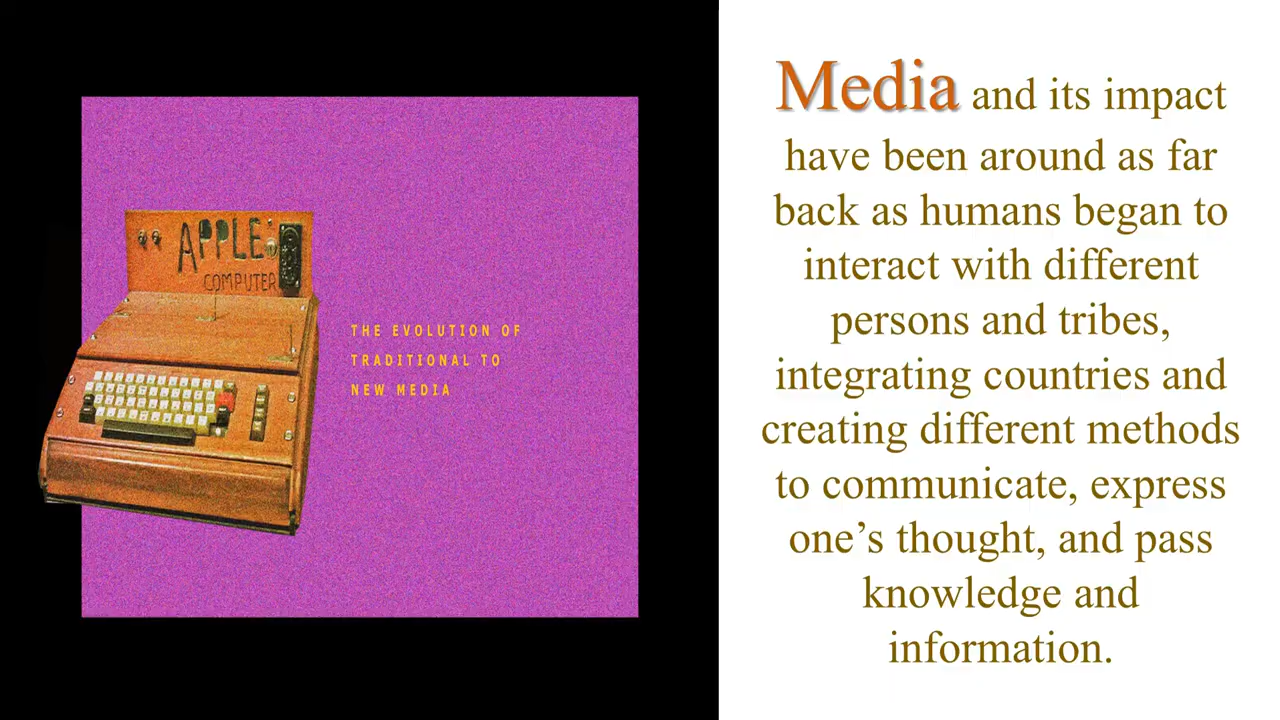 APPLE
COMPUTER
THE EVOLUTION OF
TRADITIONAL TO
NEW MEDIA
Media and its impact
have been around as far
back as humans began to
interact with different
persons and tribes,
integrating countries and
creating different methods
to communicate, express
one’s thought, and pass
knowledge and
information.